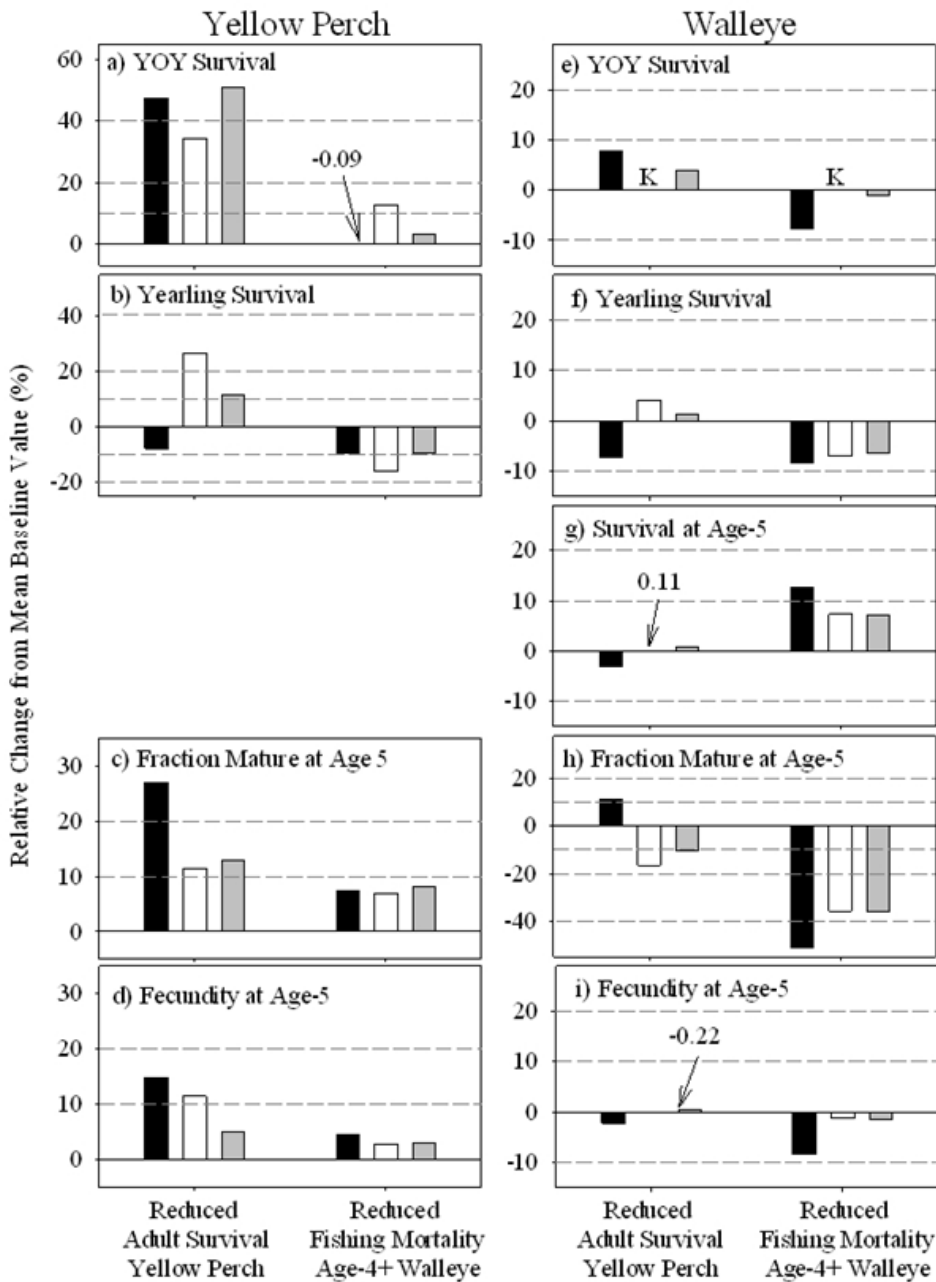 Yellow Perch
Walleye
Relative Change from Mean Baseline Value (%)
a) YOY Survival
60
40
20
0
-0.09
b) Yearling Survival
40
20
0
-20
c) Fraction Mature at Age 5
30
20
10
0
d) Fecundity at Age-5
30
20
10
0
Reduced
Adult Survival
Yellow Perch
Reduced
Fishing Mortality
Age-4+ Walleye
e) YOY Survival
20
10
0
-10
K
K
f) Yearling Survival
20
10
0
-10
g) Survival at Age-5
20
10
0
-10
0.11
h) Fraction Mature at Age-5
20
0
-20
-40
i) Fecundity at Age-5
20
10
0
-10
-0.22
Reduced
Adult Survival
Yellow Perch
Reduced
Fishing Mortality
Age-4+ Walleye